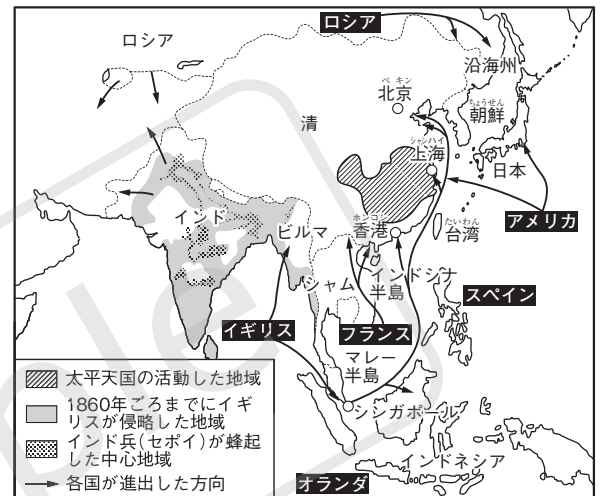 ロシア
ロシア
沿海州
ペキン
北京
ちょうせん
朝鮮
清
シャンハイ
上海
日本
インド
ビルマ
ホンコン
香港
たいわん
台湾
アメリカ
シャム
インドシナ
半島
スペイン
イギリス
フランス
マレー
半島
シンガポール
インドネシア
オランダ
太平天国の活動した地域
1860年ごろまでにイギ
リスが侵略した地域
インド兵(セポイ)が蜂起
した中心地域
各国が進出した方向